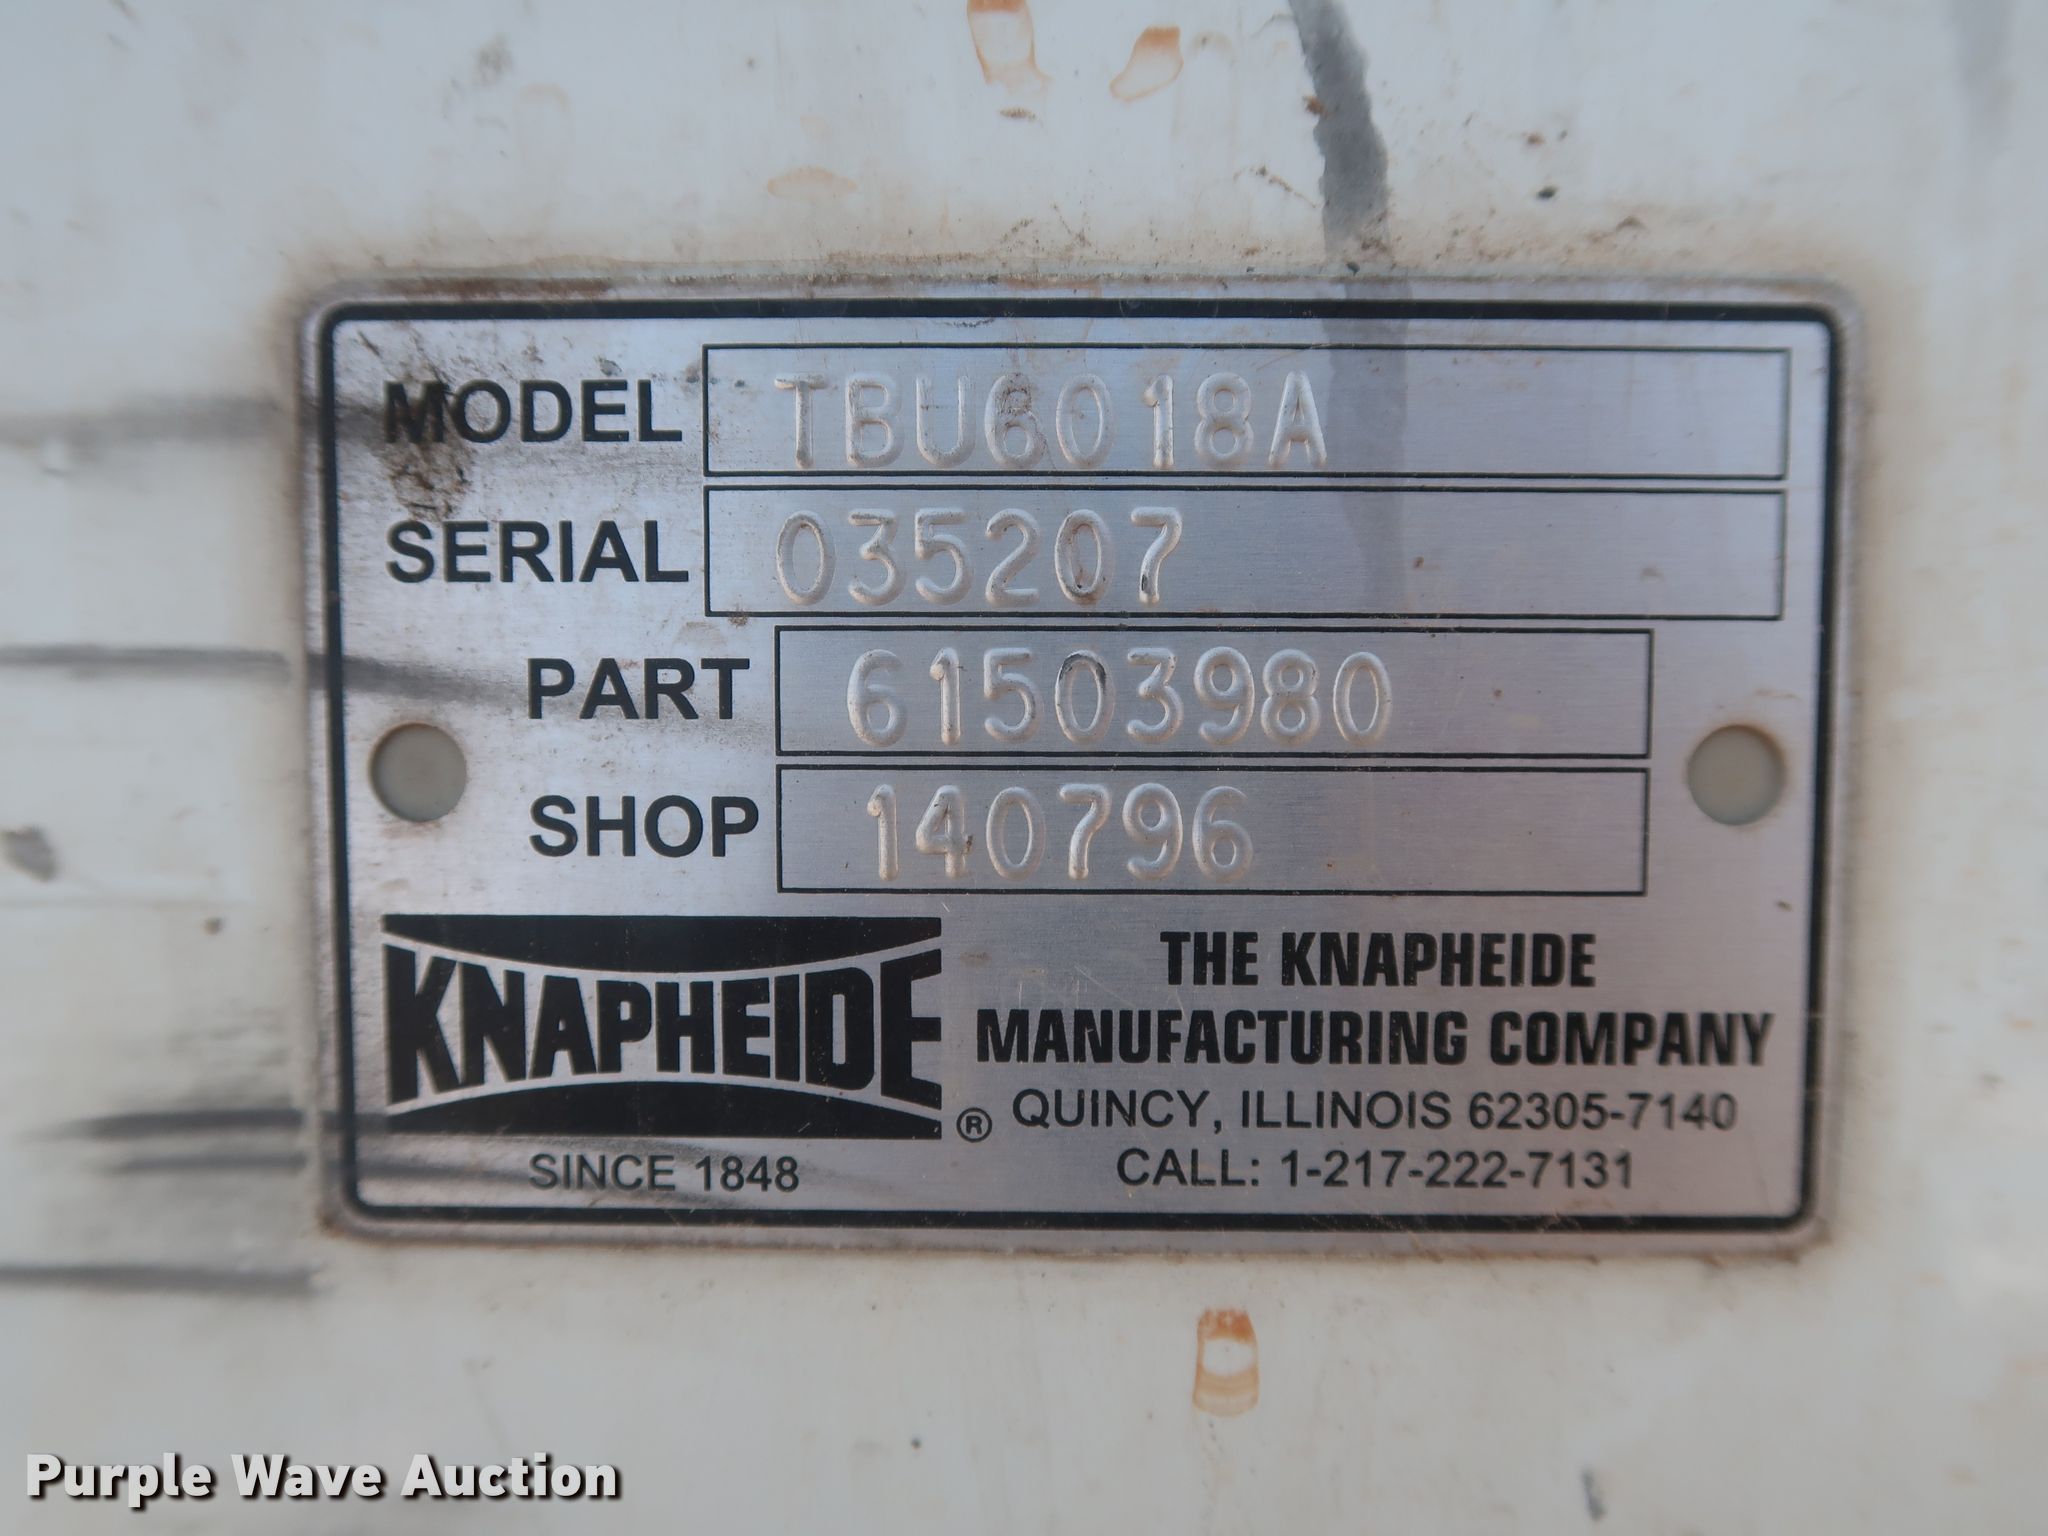 MODEL TBU6018A
SERIAL 035207
PART 61503980
SHOP 140796
KNAPHEIDE ®
SINCE 1848
THE KNAPHEIDE
MANUFACTURING COMPANY
QUINCY, ILLINOIS 62305-7140
CALL: 1-217-222-7131
Purple Wave Auction